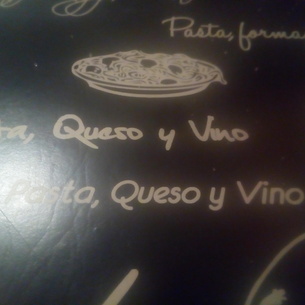 Pasta, forma
ta, Queso y Vino
Pasta, Queso y Vino